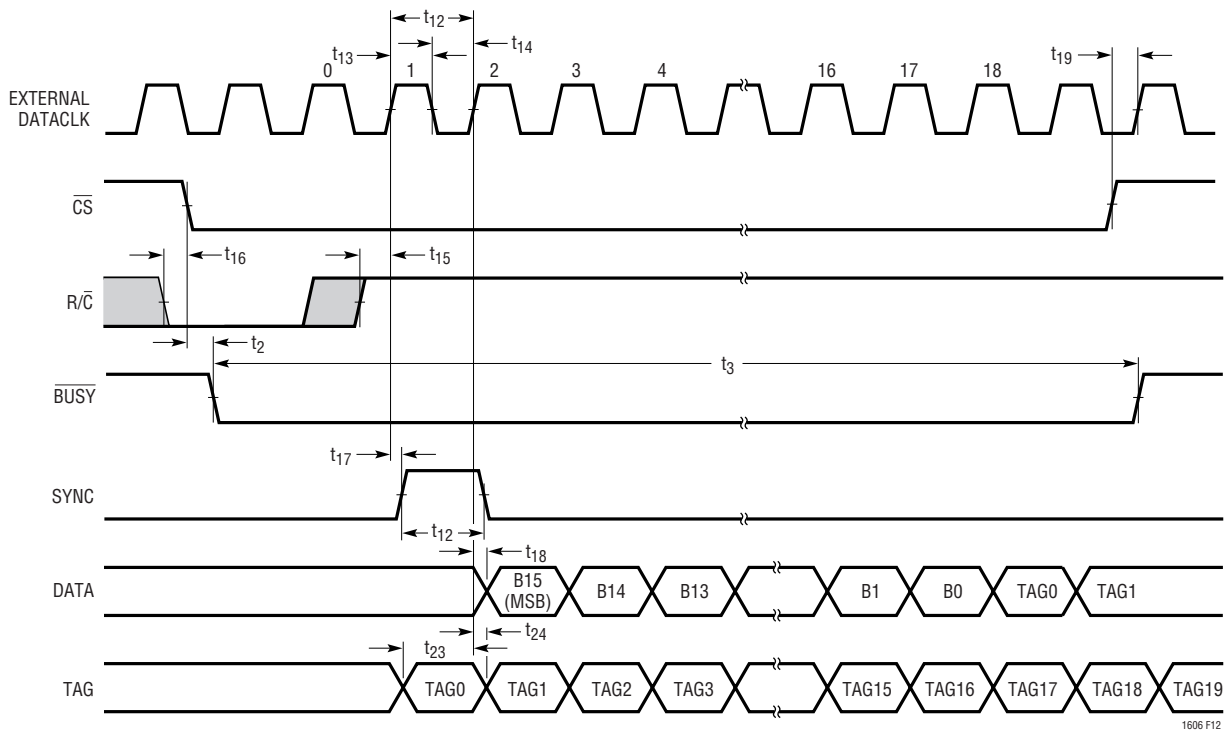 t12
t13
t14
t19
0 1 2 3 4 16 17 18
EXTERNAL
DATACLK
CS
t16
t15
R/C
t2
t3
BUSY
t17
SYNC
t12
t18
DATA
B15
(MSB)
B14 B13 B1 B0 TAG0 TAG1
t24
t23
TAG
TAG0 TAG1 TAG2 TAG3 TAG15 TAG16 TAG17 TAG18 TAG19
1606 F12